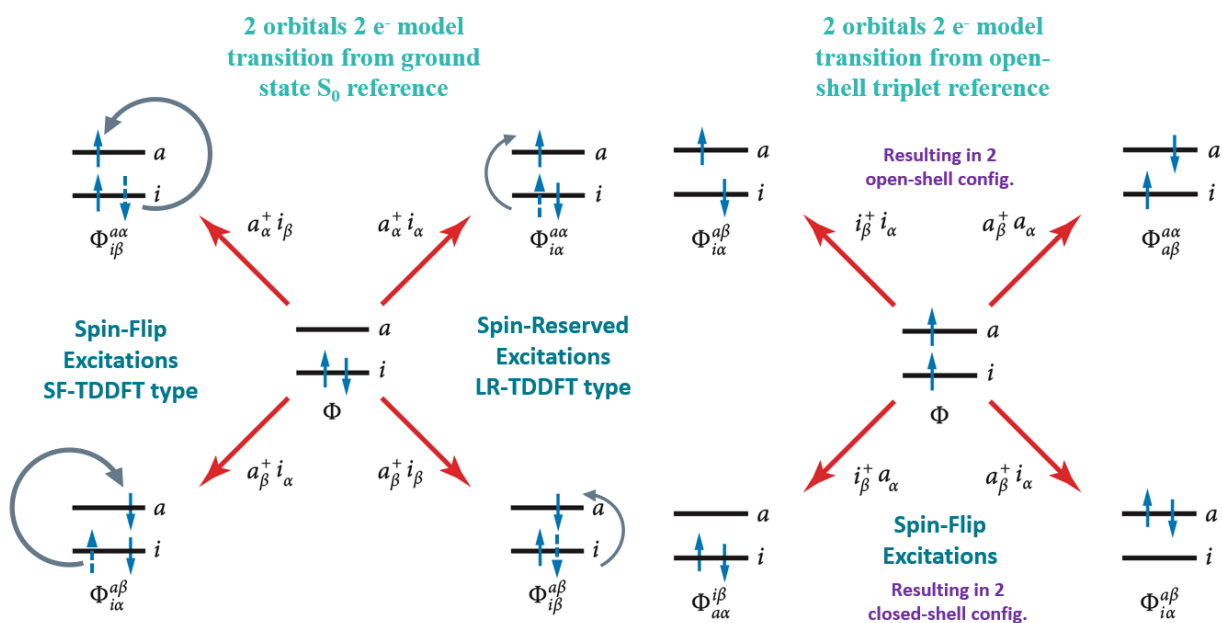 2 orbitals 2 e⁻ model
transition from ground
state S₀ reference
2 orbitals 2 e⁻ model
transition from open-
shell triplet reference
a
i
Φ_{iβ}^{aα}
a_α^+ i_β
a_α^+ i_α
a
i
Φ_{iα}^{aα}
a
i
Φ_{iα}^{aβ}
Resulting in 2
open-shell config.
i_β^+ i_α
a_β^+ a_α
a
i
Φ_{aβ}^{aα}
Spin-Flip
Excitations
SF-TDDFT type
a
i
Φ
Spin-Reserved
Excitations
LR-TDDFT type
a
i
Φ
a_β^+ i_α
a_β^+ i_β
a
i
Φ_{iα}^{aβ}
a
i
Φ_{iβ}^{aβ}
i_β^+ a_α
a_β^+ i_α
a
i
Φ_{aα}^{iβ}
Spin-Flip
Excitations
Resulting in 2
closed-shell config.
a
i
Φ_{iα}^{aβ}